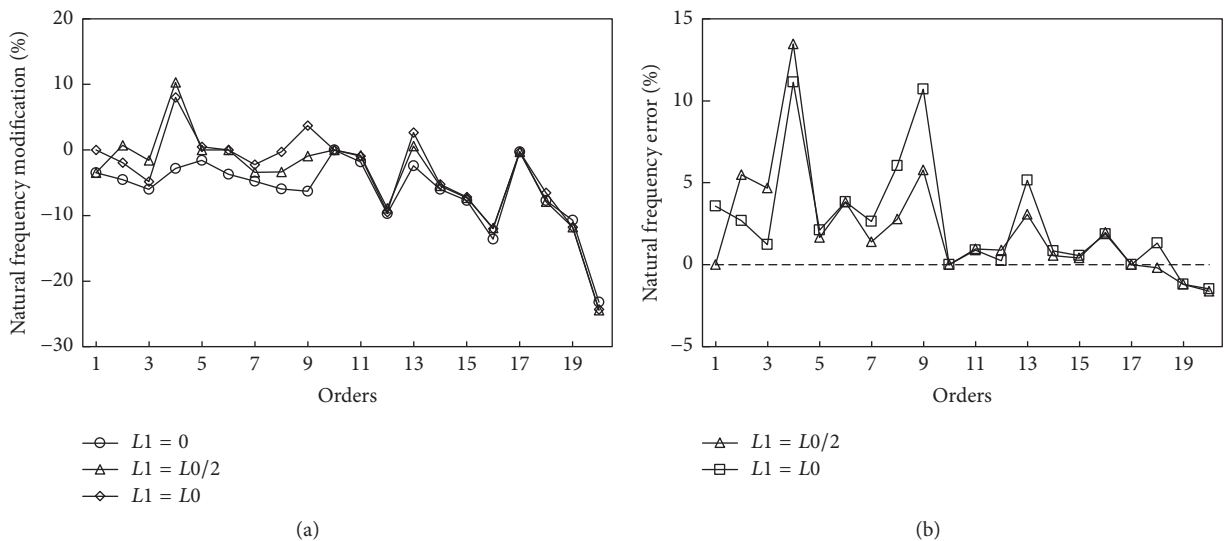 Natural frequency modification (%)
20
10
0
−10
−20
−30
1 3 5 7 9 11 13 15 17 19
Orders
L1 = 0
L1 = L0/2
L1 = L0
(a)
Natural frequency error (%)
15
10
5
0
−5
1 3 5 7 9 11 13 15 17 19
Orders
L1 = L0/2
L1 = L0
(b)